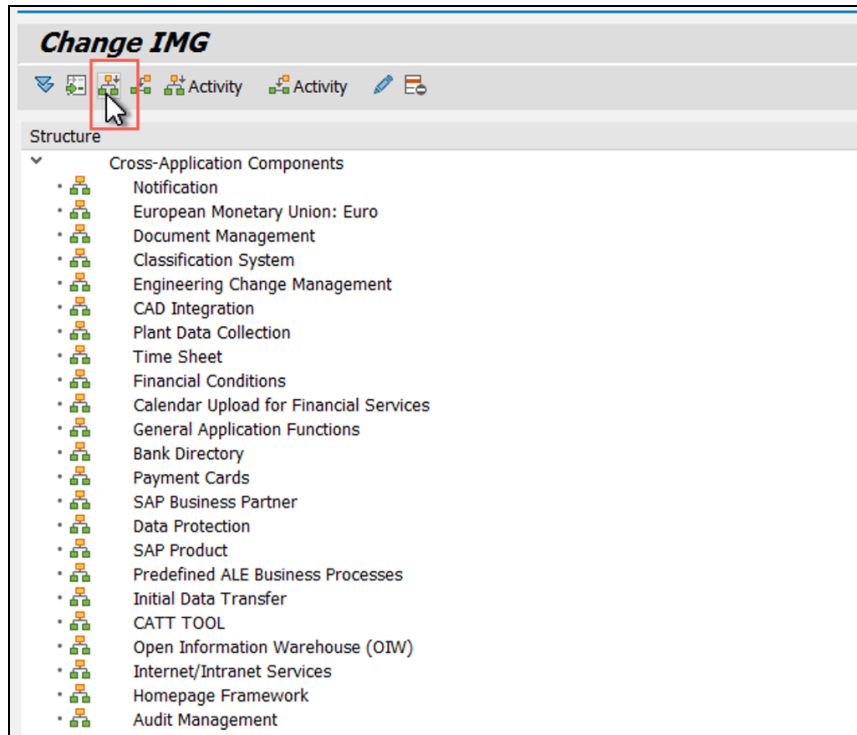 Change IMG
Activity Activity
Structure
Cross-Application Components
Notification
European Monetary Union: Euro
Document Management
Classification System
Engineering Change Management
CAD Integration
Plant Data Collection
Time Sheet
Financial Conditions
Calendar Upload for Financial Services
General Application Functions
Bank Directory
Payment Cards
SAP Business Partner
Data Protection
SAP Product
Predefined ALE Business Processes
Initial Data Transfer
CATT TOOL
Open Information Warehouse (OIW)
Internet/Intranet Services
Homepage Framework
Audit Management